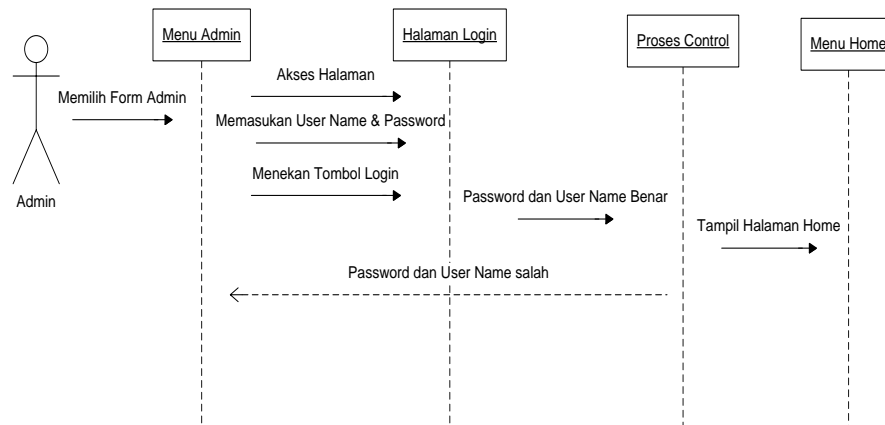 Menu Admin
Halaman Login
Proses Control
Menu Home
Akses Halaman
Memilih Form Admin
Memasukan User Name & Password
Menekan Tombol Login
Admin
Password dan User Name Benar
Tampil Halaman Home
Password dan User Name salah